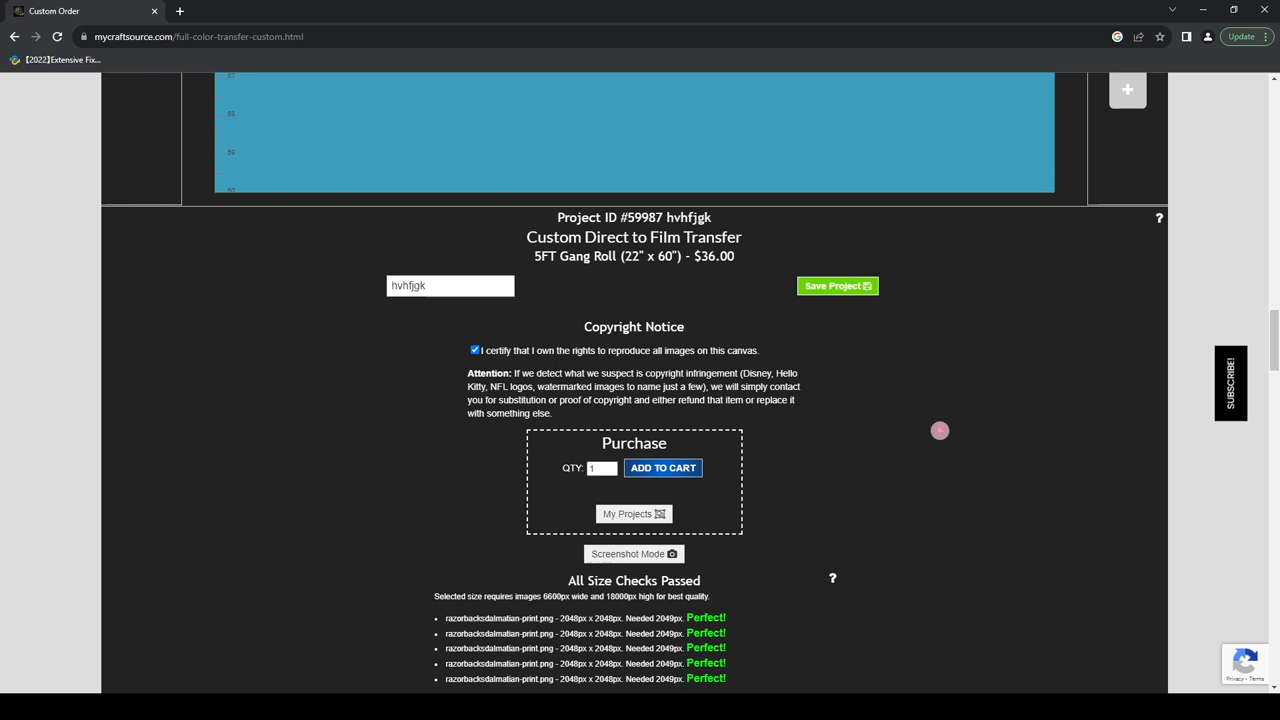 Custom Order
mycraftsource.com/full-color-transfer-custom.html
Update
【2022】Extensive Fix...
57
58
59
60
Project ID #59987 hvhfjgk
?
Custom Direct to Film Transfer
5FT Gang Roll (22" x 60") - $36.00
hvhfjgk
Save Project
Copyright Notice
I certify that I own the rights to reproduce all images on this canvas.
Attention: If we detect what we suspect is copyright infringement (Disney, Hello
Kitty, NFL logos, watermarked images to name just a few), we will simply contact
you for substitution or proof of copyright and either refund that item or replace it
with something else.
SUBSCRIBE!
Purchase
QTY: 1 ADD TO CART
My Projects
Screenshot Mode
All Size Checks Passed
?
Selected size requires images 6600px wide and 18000px high for best quality.
• razorbacksdalmatian-print.png - 2048px x 2048px. Needed 2049px. Perfect!
• razorbacksdalmatian-print.png - 2048px x 2048px. Needed 2049px. Perfect!
• razorbacksdalmatian-print.png - 2048px x 2048px. Needed 2049px. Perfect!
• razorbacksdalmatian-print.png - 2048px x 2048px. Needed 2049px. Perfect!
• razorbacksdalmatian-print.png - 2048px x 2048px. Needed 2049px. Perfect!
Privacy - Terms